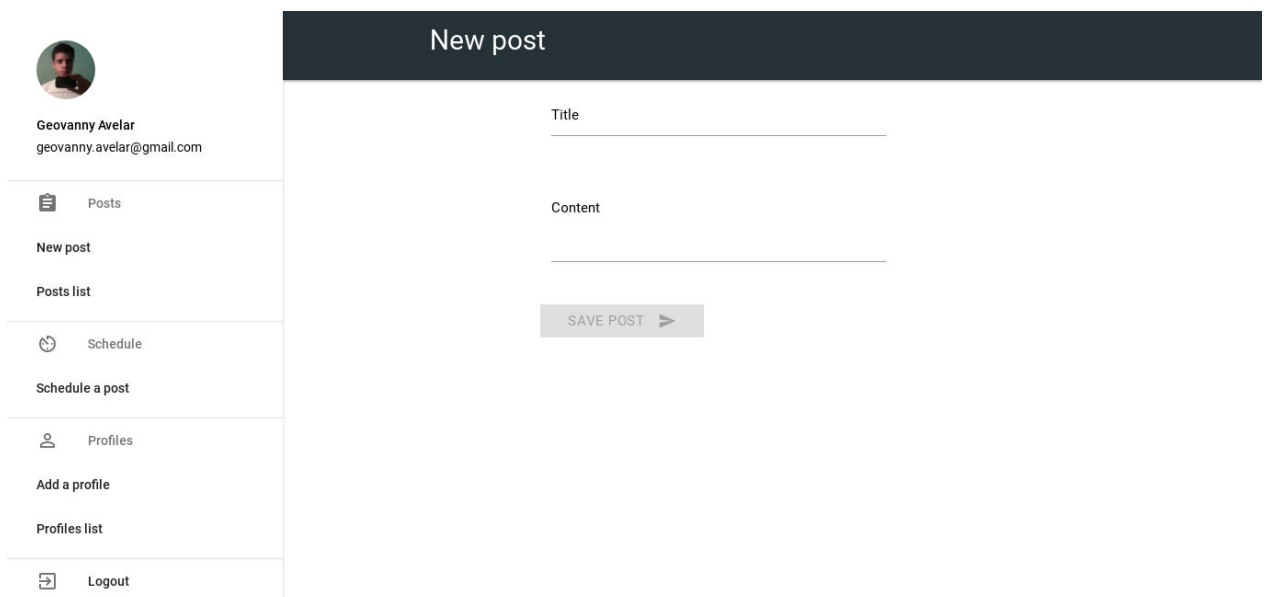 Geovanny Avelar
geovanny.avelar@gmail.com
Posts
New post
Posts list
Schedule
Schedule a post
Profiles
Add a profile
Profiles list
Logout
New post
Title
Content
SAVE POST